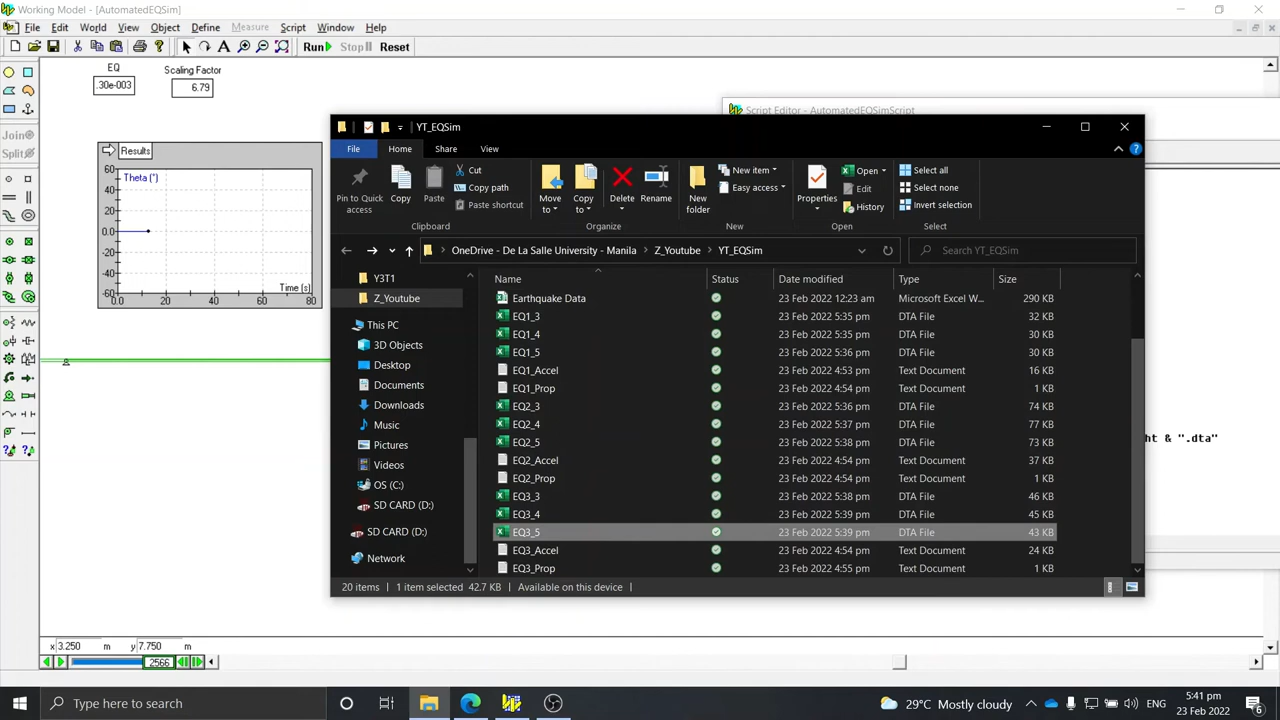 Working Model - [AutomatedEQSim]
File Edit World View Object Define Measure Script Window Help
Run Stop Reset
EQ
.30e-003
Scaling Factor
6.79
Join
Split
Results
Theta (°)
60
40
20
0.0
-20
-40
-60
Time (s)
0.0 20 40 60 80
x 3.250 m y 7.750 m
2566
Script Editor - AutomatedEQSimScript
ht & ".dta"
YT_EQSim
File Home Share View
Pin to Quick access
Copy
Paste
Cut
Copy path
Paste shortcut
Clipboard
Move to
Copy to
Delete
Rename
Organize
New folder
New item
Easy access
New
Properties
Open
Edit
History
Open
Select all
Select none
Invert selection
Select
OneDrive - De La Salle University - Manila > Z_Youtube > YT_EQSim
Search YT_EQSim
Y3T1
Z_Youtube
This PC
3D Objects
Desktop
Documents
Downloads
Music
Pictures
Videos
OS (C:)
SD CARD (D:)
SD CARD (D:)
Network
Name Status Date modified Type Size
Earthquake Data 23 Feb 2022 12:23 am Microsoft Excel W... 290 KB
EQ1_3 23 Feb 2022 5:35 pm DTA File 32 KB
EQ1_4 23 Feb 2022 5:35 pm DTA File 30 KB
EQ1_5 23 Feb 2022 5:36 pm DTA File 30 KB
EQ1_Accel 23 Feb 2022 4:53 pm Text Document 16 KB
EQ1_Prop 23 Feb 2022 4:54 pm Text Document 1 KB
EQ2_3 23 Feb 2022 5:36 pm DTA File 74 KB
EQ2_4 23 Feb 2022 5:37 pm DTA File 77 KB
EQ2_5 23 Feb 2022 5:38 pm DTA File 73 KB
EQ2_Accel 23 Feb 2022 4:54 pm Text Document 37 KB
EQ2_Prop 23 Feb 2022 4:54 pm Text Document 1 KB
EQ3_3 23 Feb 2022 5:38 pm DTA File 46 KB
EQ3_4 23 Feb 2022 5:39 pm DTA File 45 KB
EQ3_5 23 Feb 2022 5:39 pm DTA File 43 KB
EQ3_Accel 23 Feb 2022 4:54 pm Text Document 24 KB
EQ3_Prop 23 Feb 2022 4:55 pm Text Document 1 KB
20 items 1 item selected 42.7 KB Available on this device
Type here to search
29°C Mostly cloudy
5:41 pm
23 Feb 2022
6